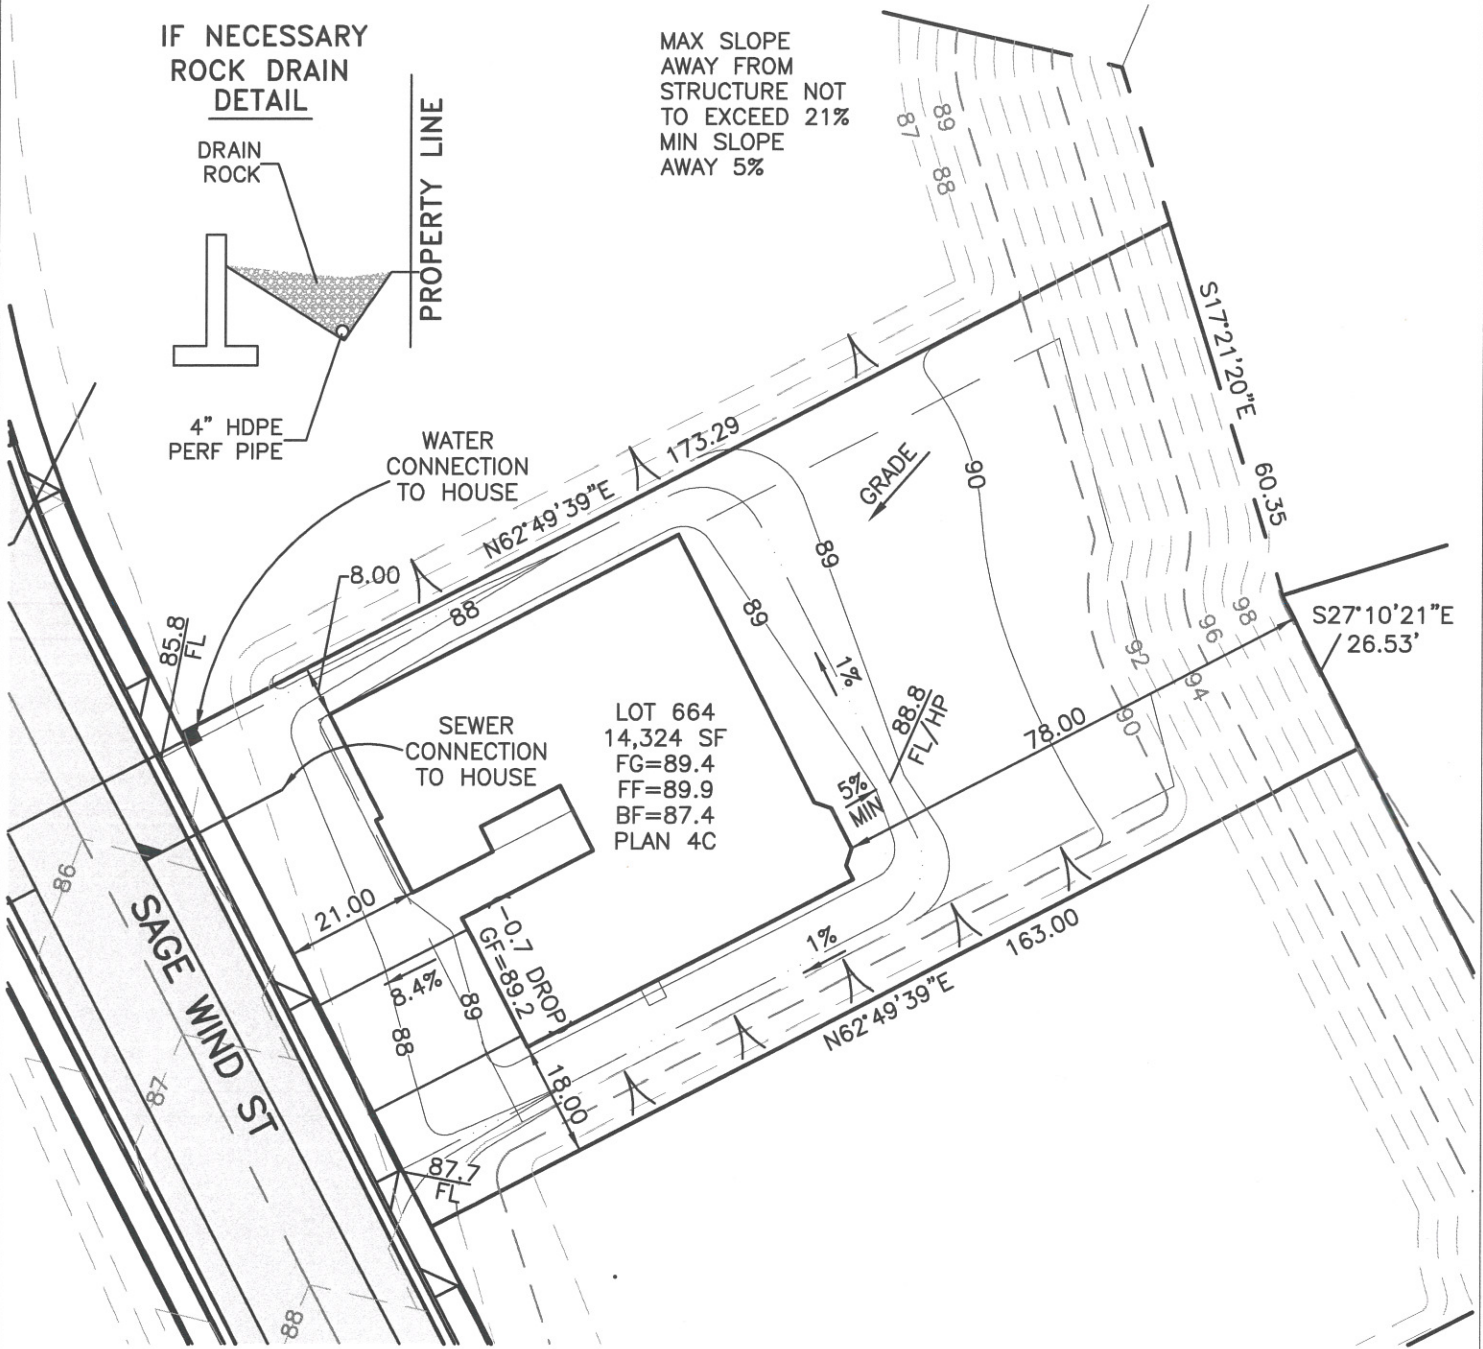 IF NECESSARY
ROCK DRAIN
DETAIL
DRAIN
ROCK
PROPERTY LINE
4" HDPE
PERF PIPE
MAX SLOPE
AWAY FROM
STRUCTURE NOT
TO EXCEED 21%
MIN SLOPE
AWAY 5%
87
89
88
S17°21'20"E
60.35
WATER
CONNECTION
TO HOUSE
173.29
N62°49'39"E
GRADE
90
89
89
8.00
88
85.8
FL
1%
88.8
FL/HP
78.00
92
96
98
94
90
S27°10'21"E
26.53'
SEWER
CONNECTION
TO HOUSE
LOT 664
14,324 SF
FG=89.4
FF=89.9
BF=87.4
PLAN 4C
5%
MIN
86
21.00
SAGE WIND ST
8.4%
-0.7 DROP
GF=89.2
89
88
1%
163.00
N62°49'39"E
18.00
87.7
FL
87
88